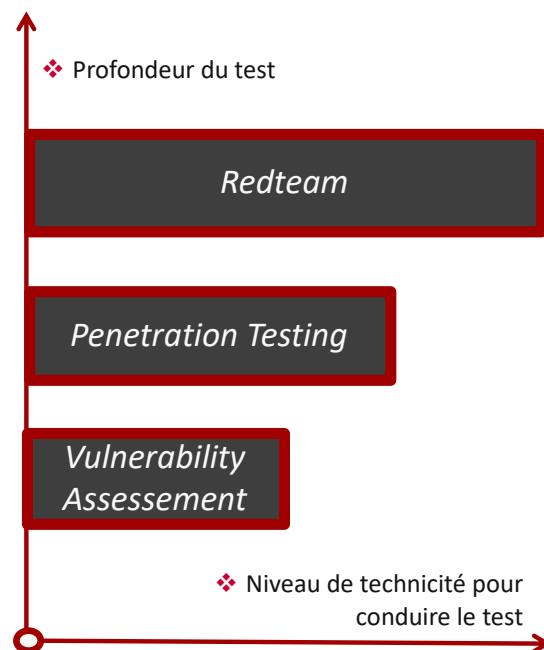 ❖ Profondeur du test
Redteam
Penetration Testing
Vulnerability
Assessement
❖ Niveau de technicité pour
conduire le test